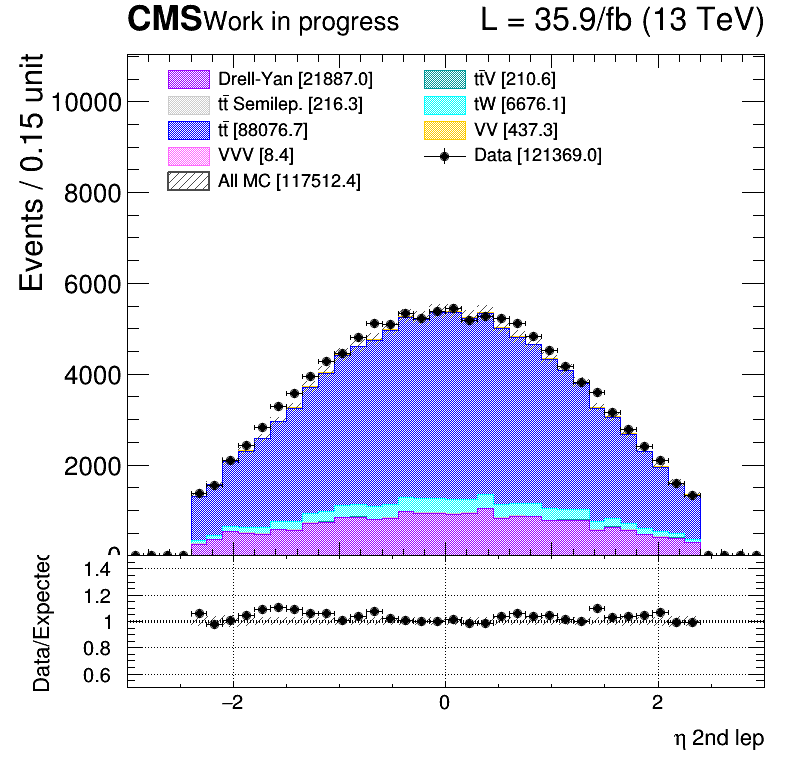 CMS Work in progress L = 35.9/fb (13 TeV)
Events / 0.15 unit
10000
8000
6000
4000
2000
0
Drell-Yan [21887.0]
tt̄ Semilep. [216.3]
tt̄ [88076.7]
VVV [8.4]
All MC [117512.4]
tt̄V [210.6]
tW [6676.1]
VV [437.3]
Data [121369.0]
Data/Expected
1.4
1.2
1
0.8
0.6
−2 0 2
η 2nd lep